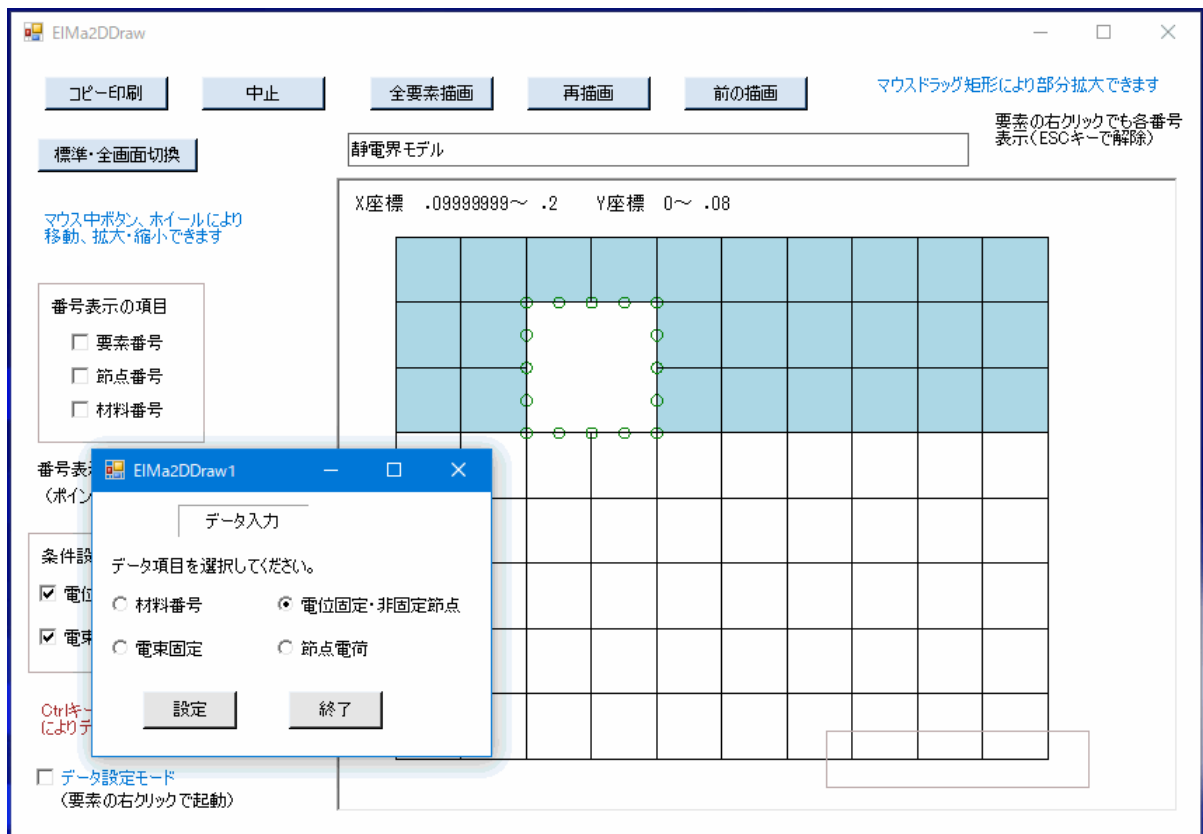 ElMa2DDraw
コピー印刷
中止
全要素描画
再描画
前の描画
マウスドラッグ矩形により部分拡大できます
要素の右クリックでも各番号
表示(ESCキーで解除)
標準・全画面切換
静電界モデル
マウス中ボタン、ホイールにより
移動、拡大・縮小できます
X座標 .09999999～ .2 Y座標 0～ .08
番号表示の項目
要素番号
節点番号
材料番号
番号表
(ポイン
条件設
電位
電束
Ctrlキー
によりデ
ElMa2DDraw1
データ入力
データ項目を選択してください。
材料番号
電位固定・非固定節点
電束固定
節点電荷
設定
終了
データ設定モード
(要素の右クリックで起動)